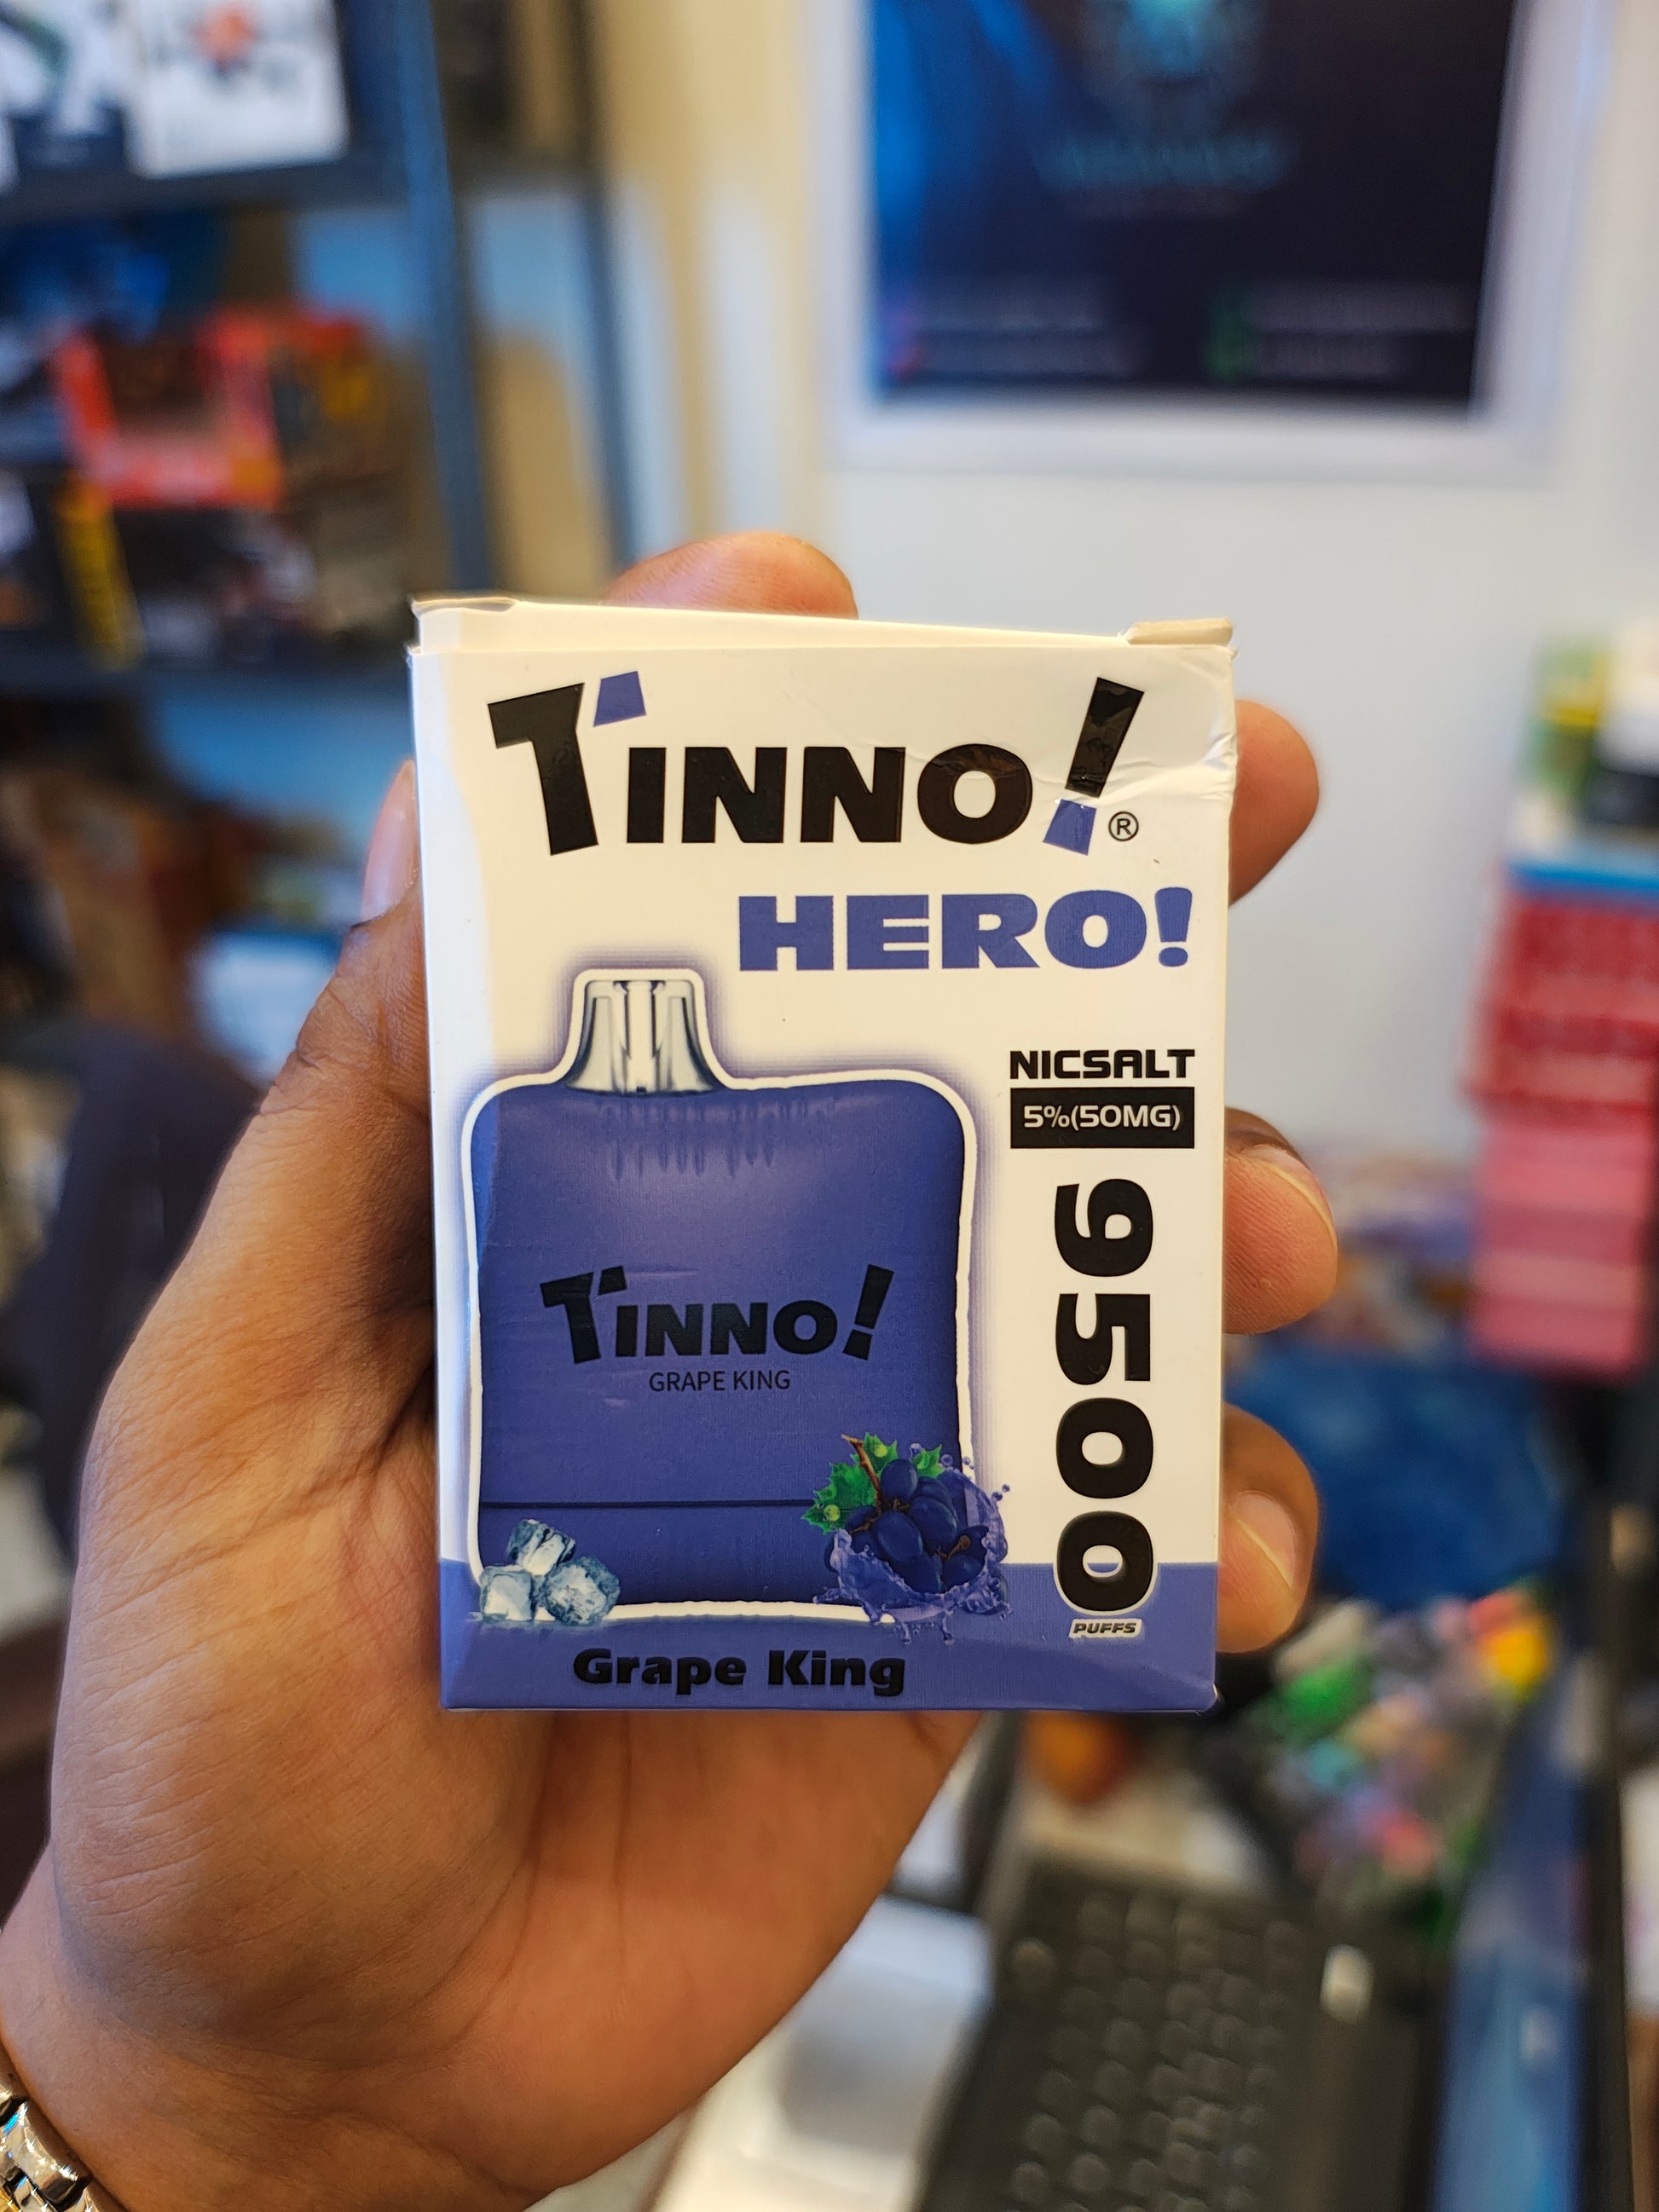 TINNO!®
HERO!
NICSALT
5%(50MG)
9500
PUFFS
TINNO!
GRAPE KING
Grape King